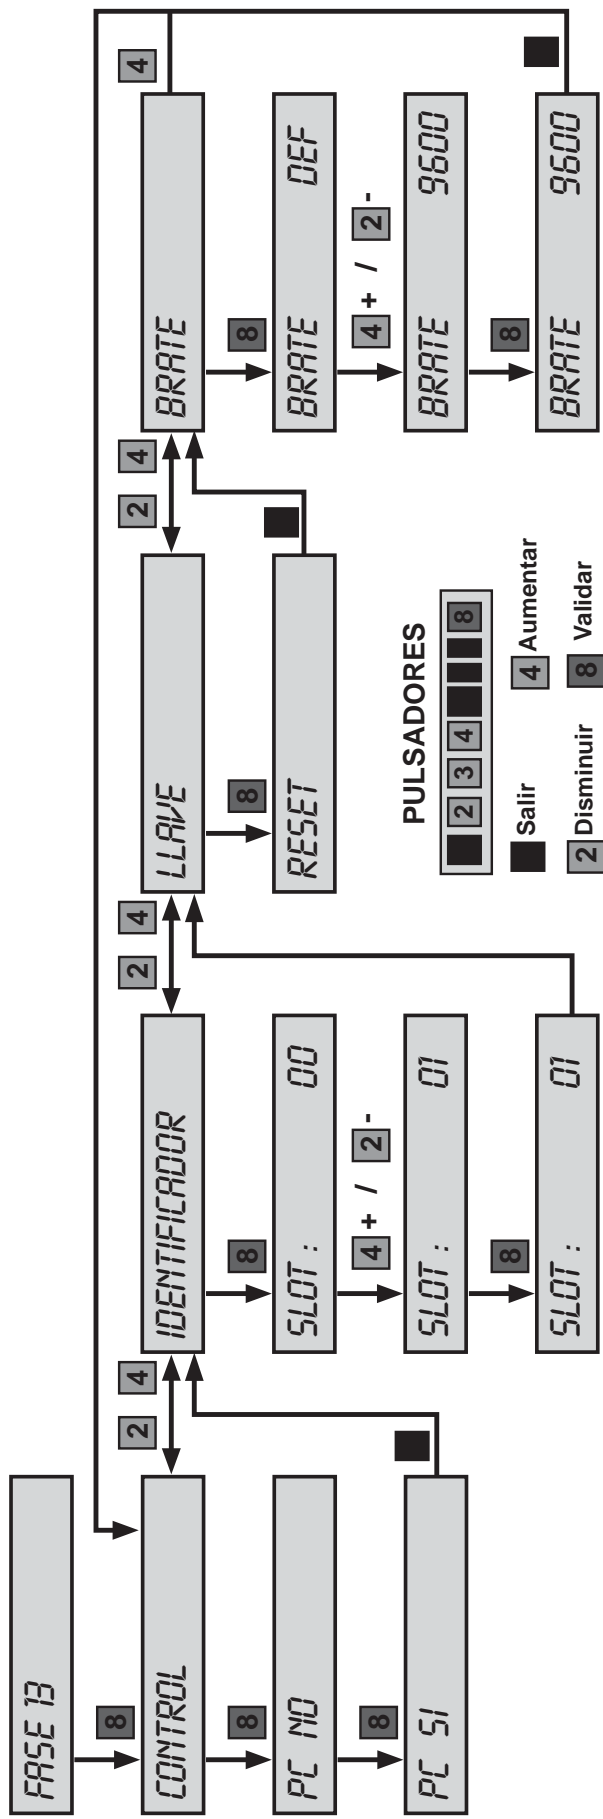 FASE 13
8
CONTROL
8
PC NO
8
PC SI
2 4
IDENTIFICADOR
8
SLOT : 00
4 + / 2 -
SLOT : 01
8
SLOT : 01
2 4
LLAVE
8
RESET
2 4
BRATE
4
8
BRATE DEF
4 + / 2 -
BRATE 9600
8
BRATE 9600
PULSADORES
2 3 4 8
Salir
4 Aumentar
2 Disminuir
8 Validar